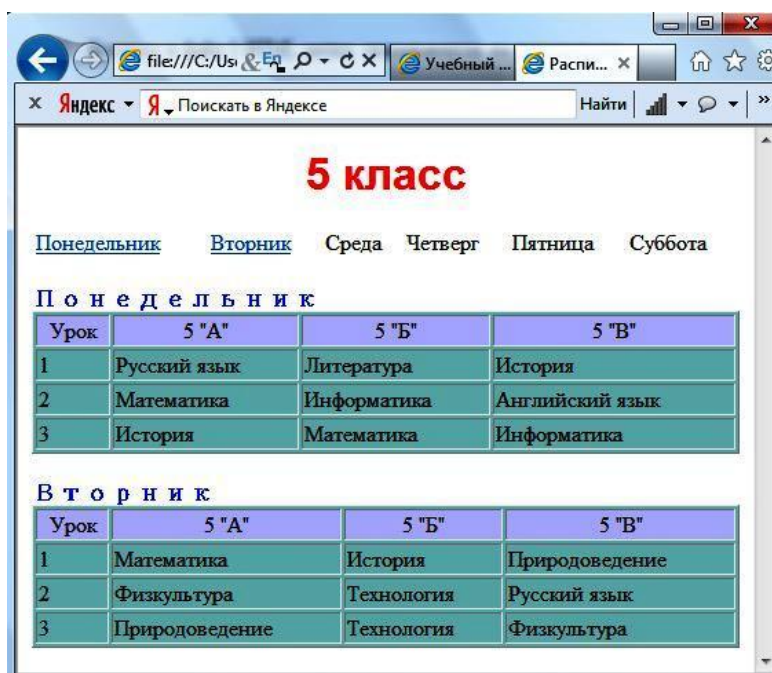 file:///C:/Us
Учебный ...
Распи...
Яндекс
Я
Поискать в Яндексе
Найти
5 класс
Понедельник Вторник Среда Четверг Пятница Суббота
Понедельник
Урок 5 "А" 5 "Б" 5 "В"
1 Русский язык Литература История
2 Математика Информатика Английский язык
3 История Математика Информатика
Вторник
Урок 5 "А" 5 "Б" 5 "В"
1 Математика История Природоведение
2 Физкультура Технология Русский язык
3 Природоведение Технология Физкультура